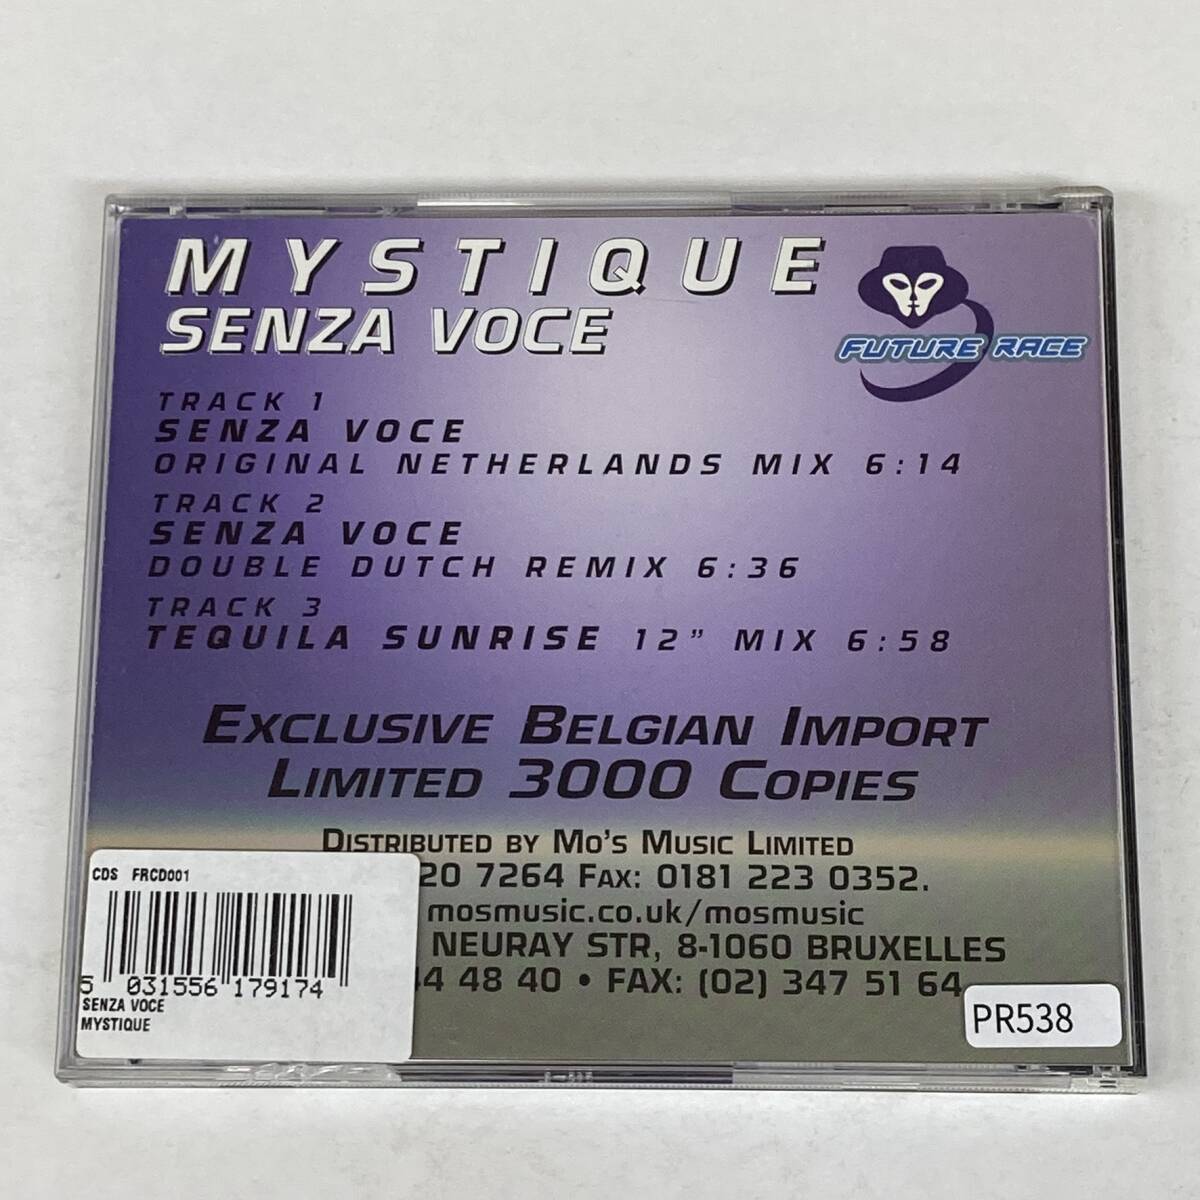 MYSTIQUE
SENZA VOCE
FUTURE RACE
TRACK 1
SENZA VOCE
ORIGINAL NETHERLANDS MIX 6:14
TRACK 2
SENZA VOCE
DOUBLE DUTCH REMIX 6:36
TRACK 3
TEQUILA SUNRISE 12" MIX 6:58
EXCLUSIVE BELGIAN IMPORT
LIMITED 3000 COPIES
DISTRIBUTED BY MO'S MUSIC LIMITED
20 7264 FAX: 0181 223 0352.
mosmusic.co.uk/mosmusic
NEURAY STR, 8-1060 BRUXELLES
4 48 40 • FAX: (02) 347 51 64
CDS FRCD001
5 031556 179174
SENZA VOCE
MYSTIQUE
PR538